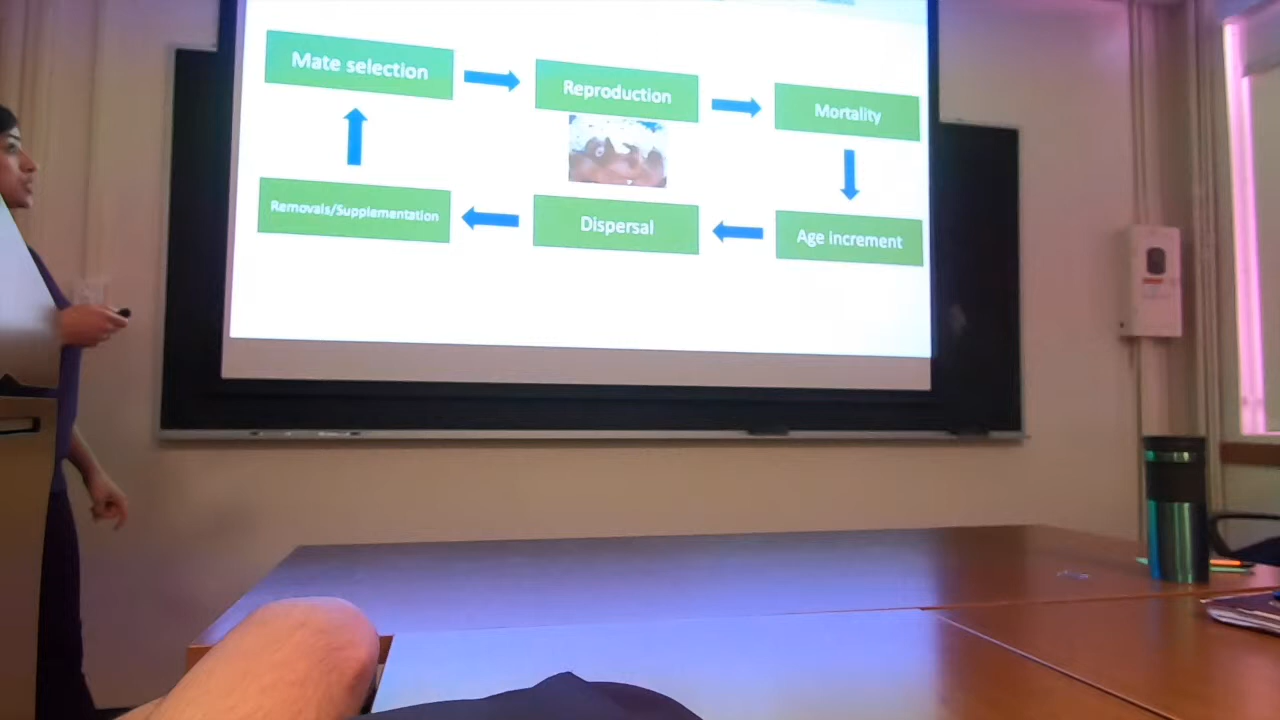 Mate selection
Reproduction
Mortality
Removals/Supplementation
Dispersal
Age increment